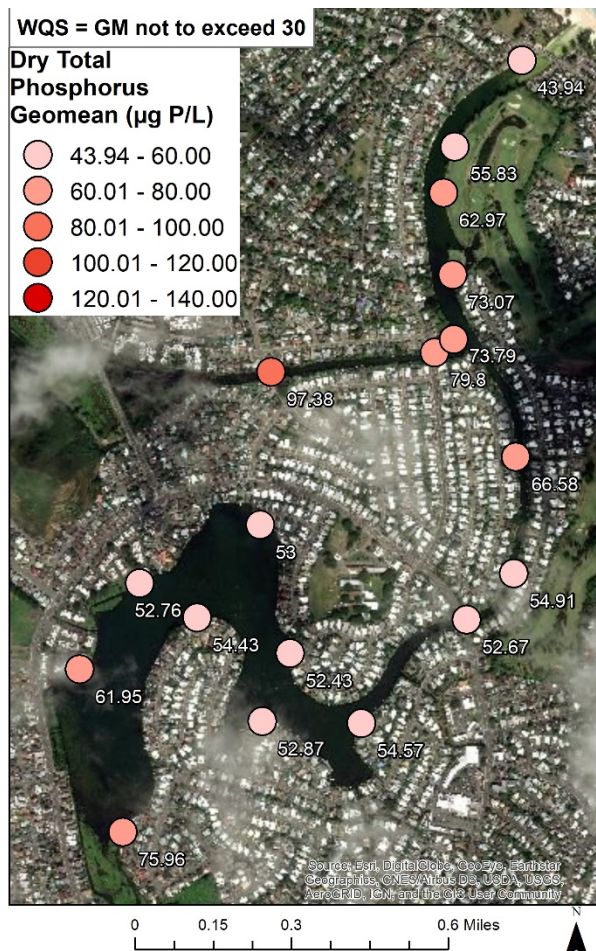 WQS = GM not to exceed 30
Dry Total
Phosphorus
Geomean (µg P/L)
43.94 - 60.00
60.01 - 80.00
80.01 - 100.00
100.01 - 120.00
120.01 - 140.00
43.94
55.83
62.97
73.07
73.79
79.8
97.38
66.58
53
54.91
52.76
54.43
52.67
52.43
61.95
52.87
54.57
75.96
Source: Esri, DigitalGlobe, GeoEye, Earthstar
Geographics, CNES/Airbus DS, USDA, USGS,
AeroGRID, IGN, and the GIS User Community
0 0.15 0.3 0.6 Miles
N